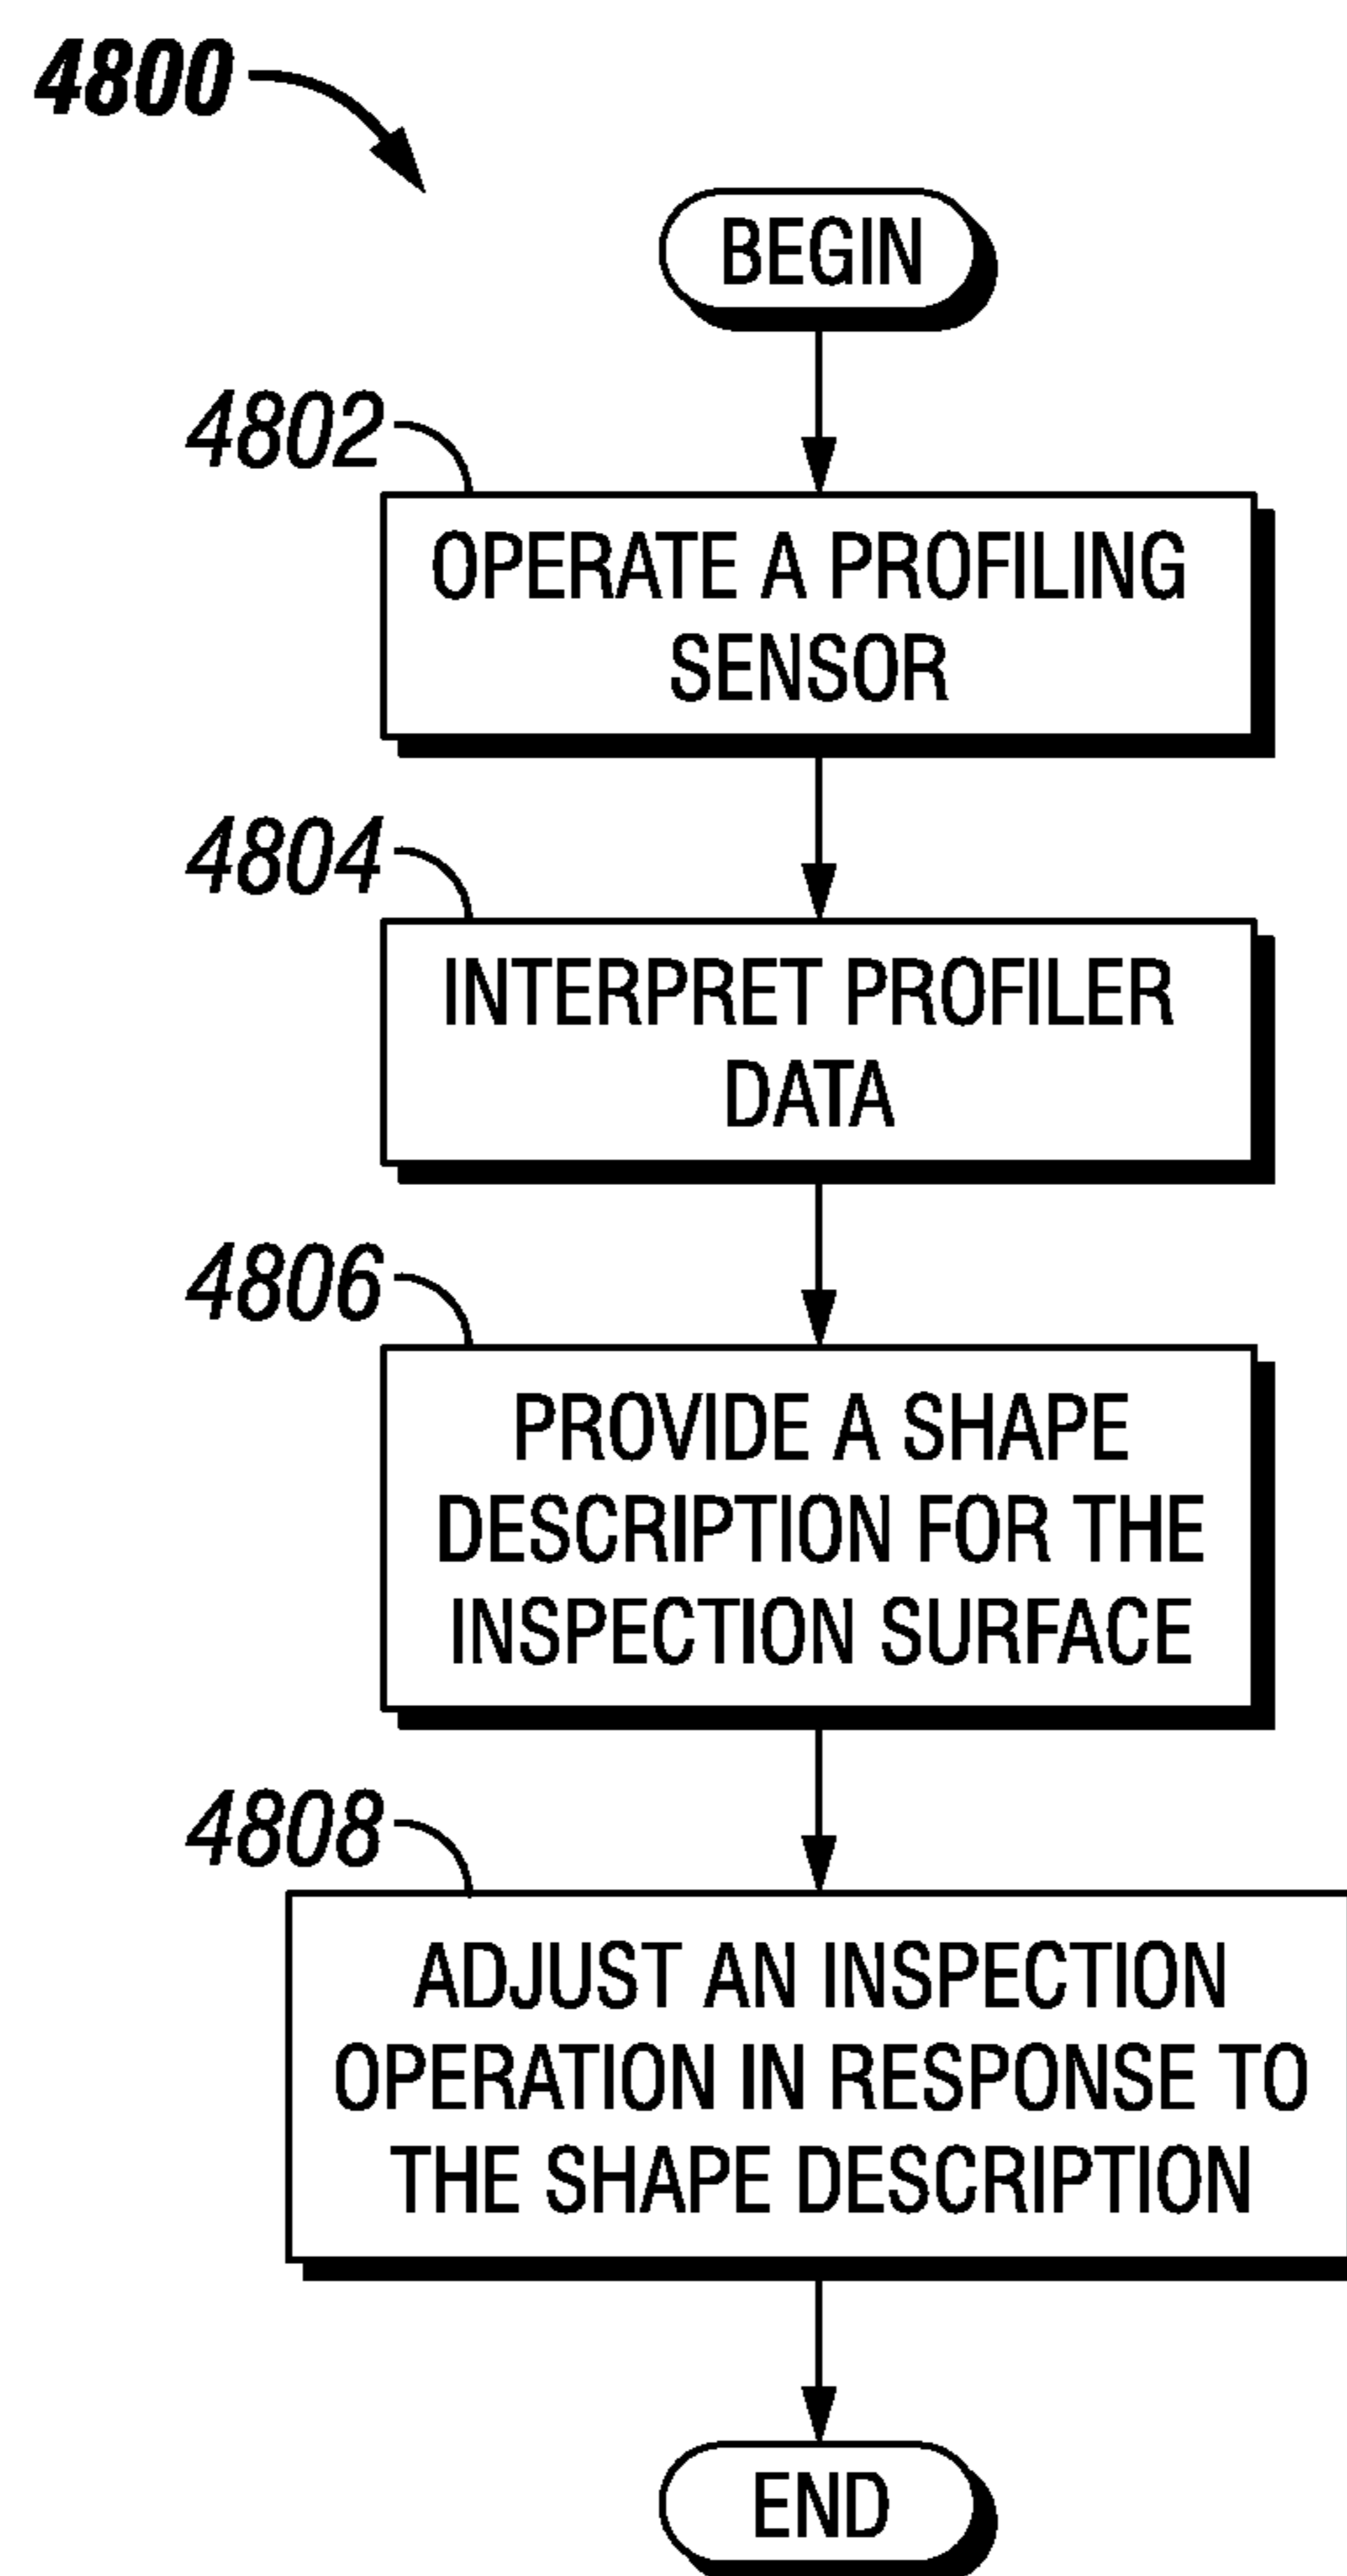 4800
BEGIN
4802
OPERATE A PROFILING
SENSOR
4804
INTERPRET PROFILER
DATA
4806
PROVIDE A SHAPE
DESCRIPTION FOR THE
INSPECTION SURFACE
4808
ADJUST AN INSPECTION
OPERATION IN RESPONSE TO
THE SHAPE DESCRIPTION
END